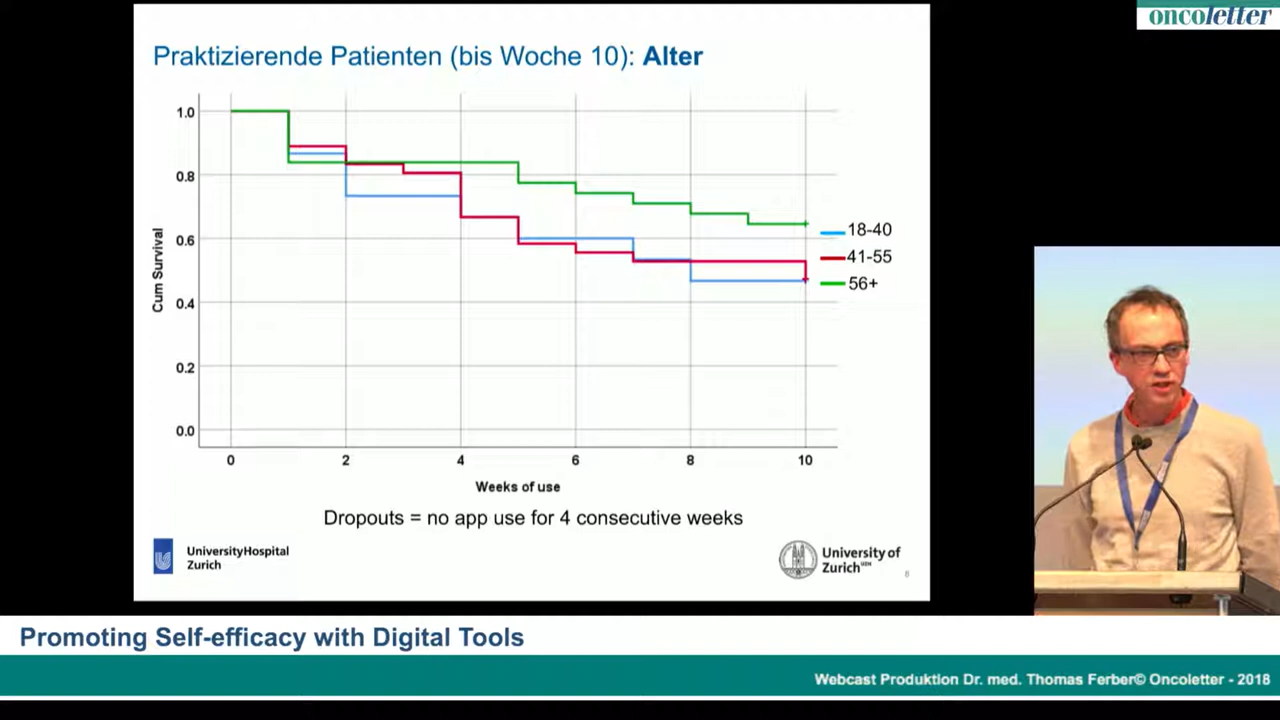 oncoletter
Praktizierende Patienten (bis Woche 10): Alter
1.0
0.8
0.6
0.4
0.2
0.0
Cum Survival
0 2 4 6 8 10
Weeks of use
18-40
41-55
56+
Dropouts = no app use for 4 consecutive weeks
UniversityHospital
Zurich
University of
Zurich UZH
8
Promoting Self-efficacy with Digital Tools
Webcast Produktion Dr. med. Thomas Ferber© Oncoletter - 2018